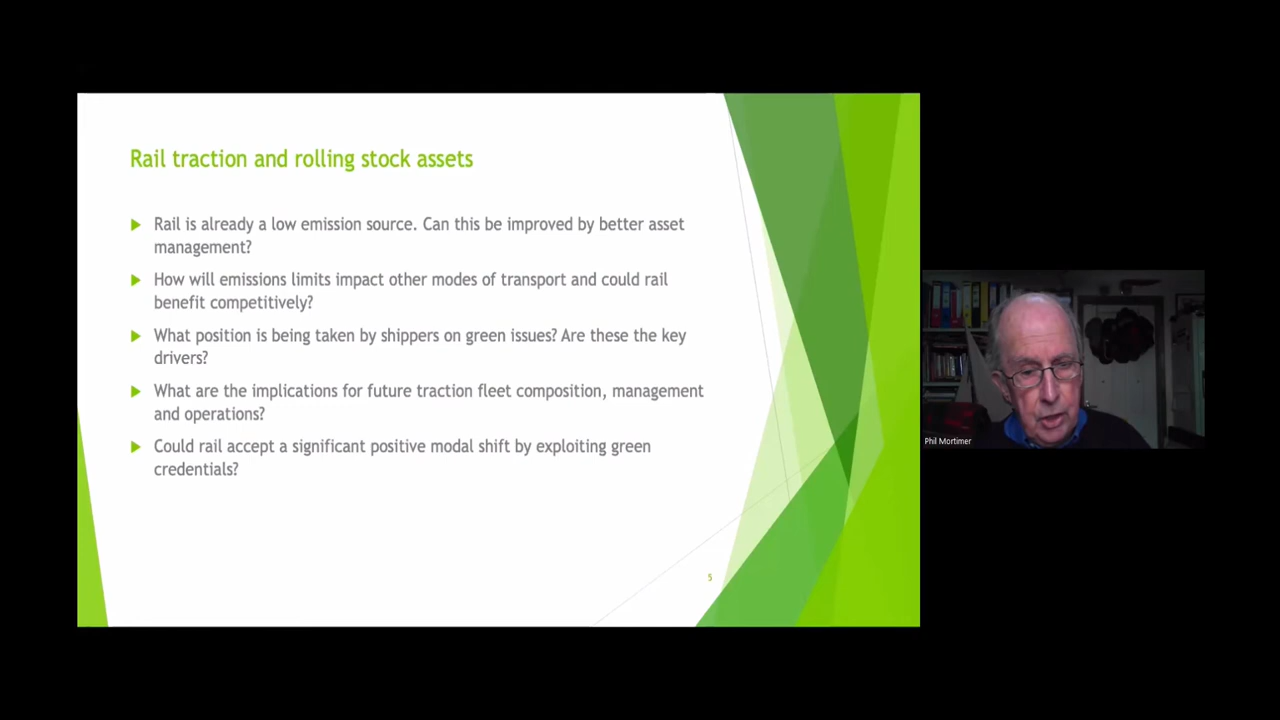 Rail traction and rolling stock assets
Rail is already a low emission source. Can this be improved by better asset
management?
How will emissions limits impact other modes of transport and could rail
benefit competitively?
What position is being taken by shippers on green issues? Are these the key
drivers?
What are the implications for future traction fleet composition, management
and operations?
Could rail accept a significant positive modal shift by exploiting green
credentials?
5
Phil Mortimer